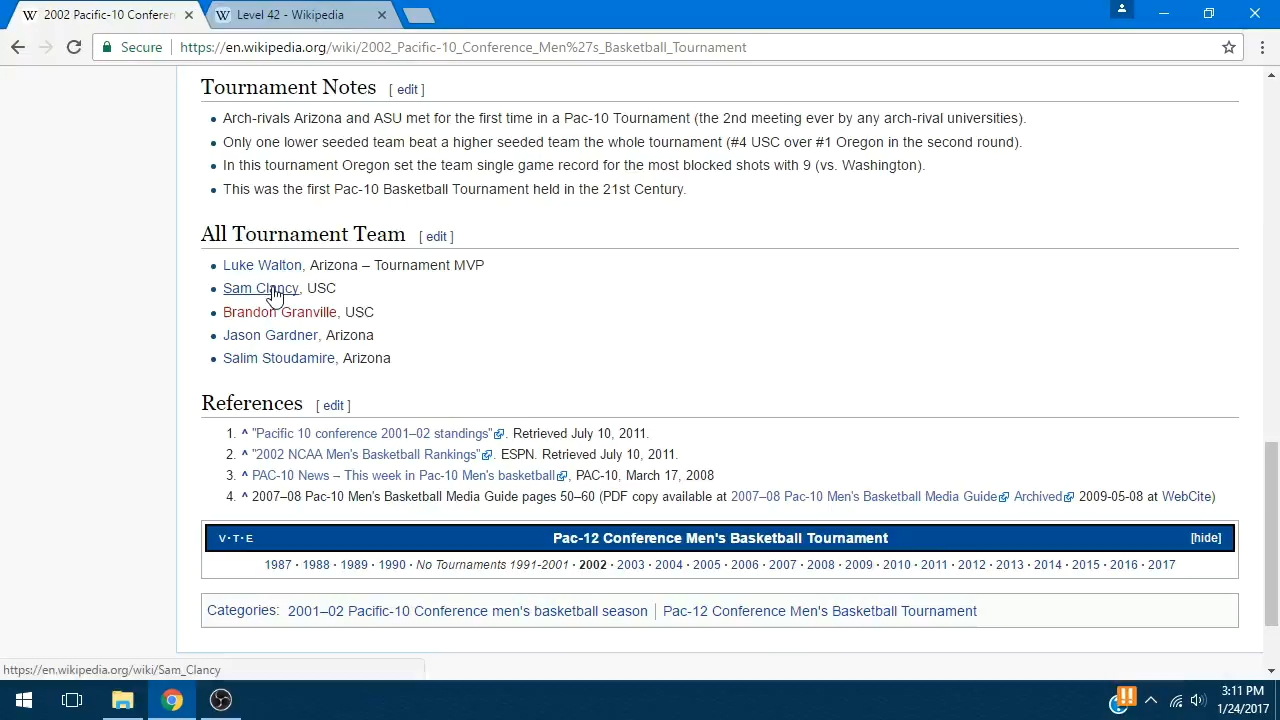 2002 Pacific-10 Conferen
Level 42 - Wikipedia
Secure
https://en.wikipedia.org/wiki/2002_Pacific-10_Conference_Men%27s_Basketball_Tournament
Tournament Notes [ edit ]
Arch-rivals Arizona and ASU met for the first time in a Pac-10 Tournament (the 2nd meeting ever by any arch-rival universities).
Only one lower seeded team beat a higher seeded team the whole tournament (#4 USC over #1 Oregon in the second round).
In this tournament Oregon set the team single game record for the most blocked shots with 9 (vs. Washington).
This was the first Pac-10 Basketball Tournament held in the 21st Century.
All Tournament Team [ edit ]
Luke Walton, Arizona – Tournament MVP
Sam Clancy, USC
Brandon Granville, USC
Jason Gardner, Arizona
Salim Stoudamire, Arizona
References [ edit ]
1. ^ "Pacific 10 conference 2001–02 standings". Retrieved July 10, 2011.
2. ^ "2002 NCAA Men's Basketball Rankings". ESPN. Retrieved July 10, 2011.
3. ^ PAC-10 News – This week in Pac-10 Men's basketball, PAC-10, March 17, 2008
4. ^ 2007–08 Pac-10 Men's Basketball Media Guide pages 50–60 (PDF copy available at 2007–08 Pac-10 Men's Basketball Media Guide Archived 2009-05-08 at WebCite)
V · T · E Pac-12 Conference Men's Basketball Tournament [hide]
1987 · 1988 · 1989 · 1990 · No Tournaments 1991-2001 · 2002 · 2003 · 2004 · 2005 · 2006 · 2007 · 2008 · 2009 · 2010 · 2011 · 2012 · 2013 · 2014 · 2015 · 2016 · 2017
Categories: 2001–02 Pacific-10 Conference men's basketball season | Pac-12 Conference Men's Basketball Tournament
https://en.wikipedia.org/wiki/Sam_Clancy
3:11 PM
1/24/2017